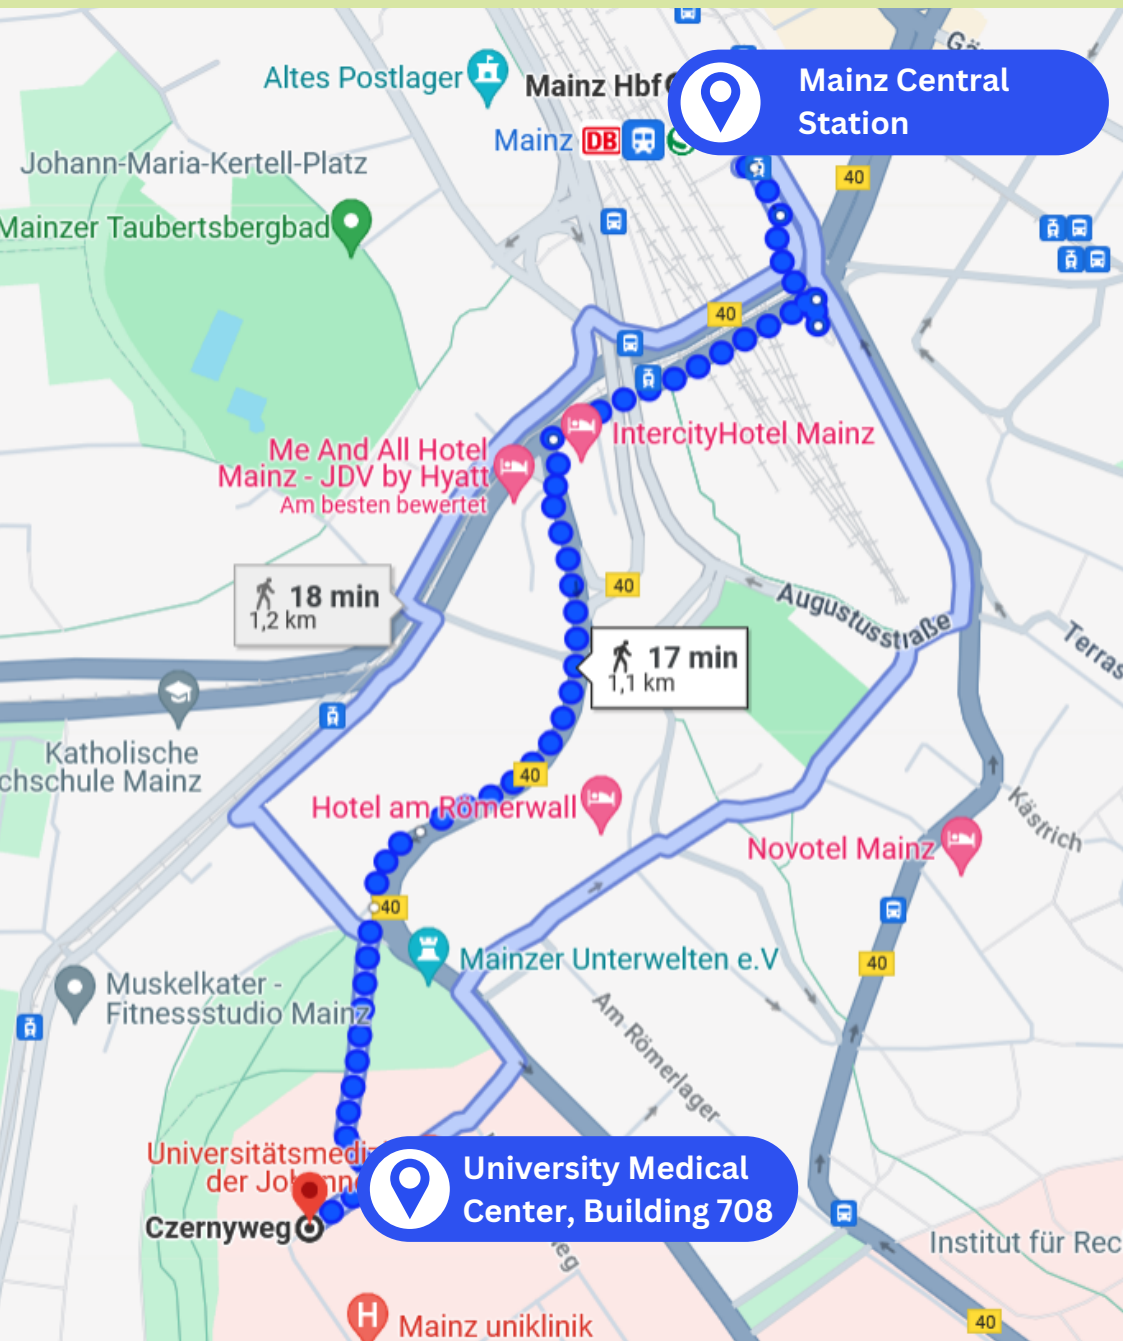 Gä
Altes Postlager
Mainz Hbf
Mainz Central
Station
Mainz DB
S
Johann-Maria-Kertell-Platz
40
Mainzer Taubertsbergbad
40
IntercityHotel Mainz
Me And All Hotel
Mainz - JDV by Hyatt
Am besten bewertet
40
18 min
1,2 km
Augustusstraße
Terras
17 min
1,1 km
Katholische
chschule Mainz
40
Hotel am Römerwall
Kästrich
Novotel Mainz
40
Mainzer Unterwelten e.V
40
Muskelkater -
Fitnessstudio Mainz
Am-Römerlager
Universitätsmedi
der Johann
University Medical
Center, Building 708
Czernyweg
eg
Institut für Rec
H Mainz uniklinik
40